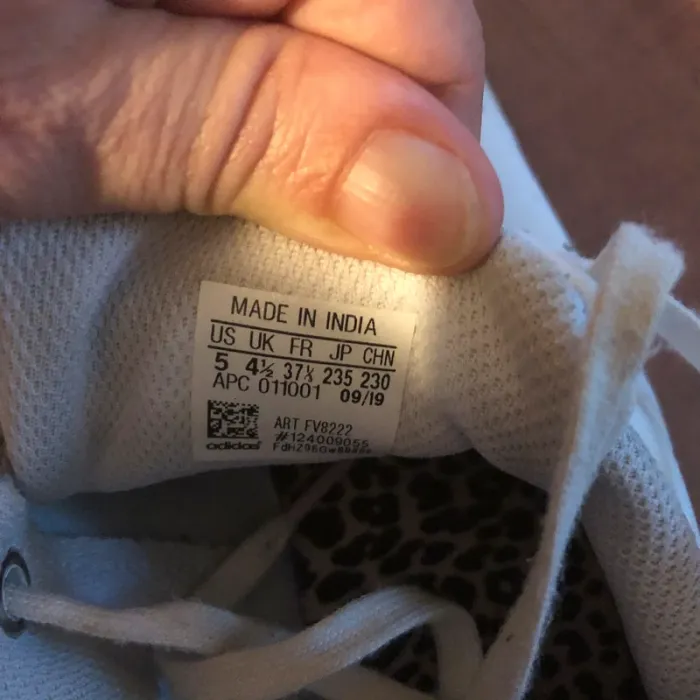 MADE IN INDIA
US UK FR JP CHN
5 4½ 37⅓ 235 230
APC 011001 09/19
ART FV8222
#124009055
adidas